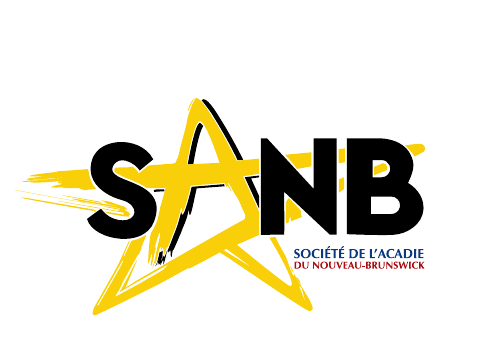 SANB
SOCIÉTÉ DE L'ACADIE
DU NOUVEAU-BRUNSWICK